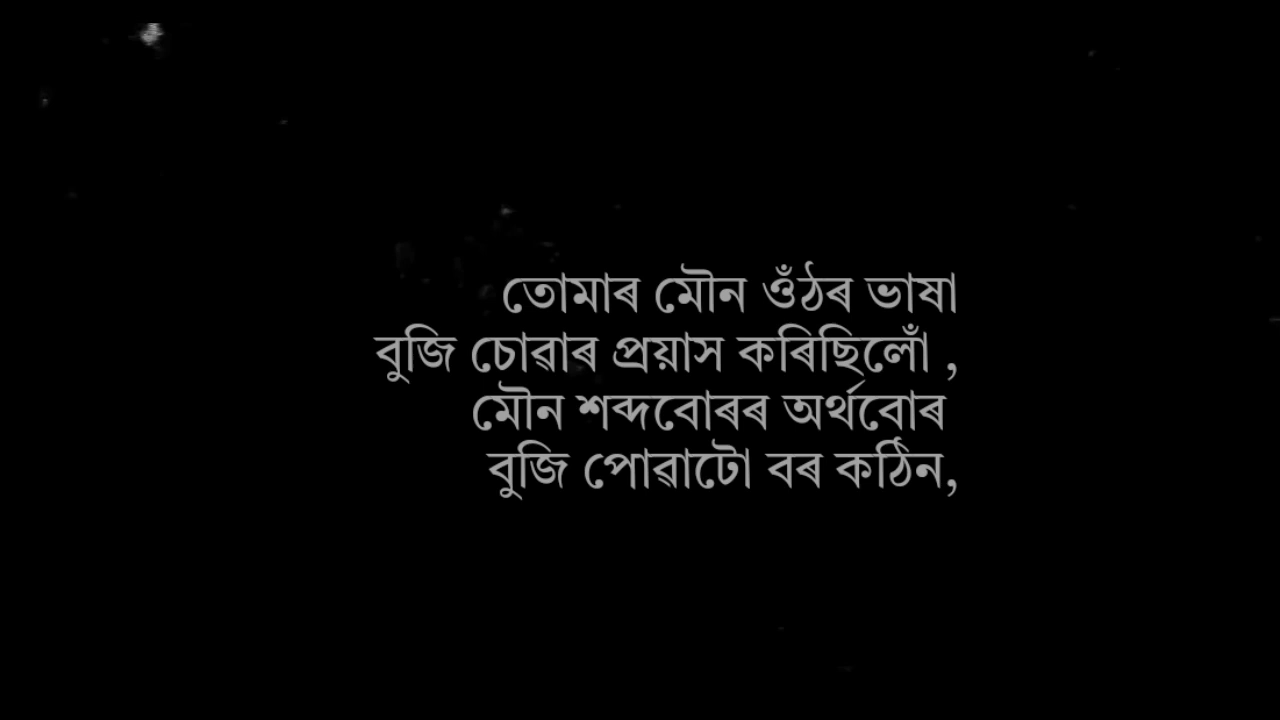 তোমাৰ মৌন ওঁঠৰ ভাষা
বুজি চোৱাৰ প্ৰয়াস কৰিছিলোঁ ,
মৌন শব্দবোৰৰ অৰ্থবোৰ
বুজি পোৱাটো বৰ কঠিন,